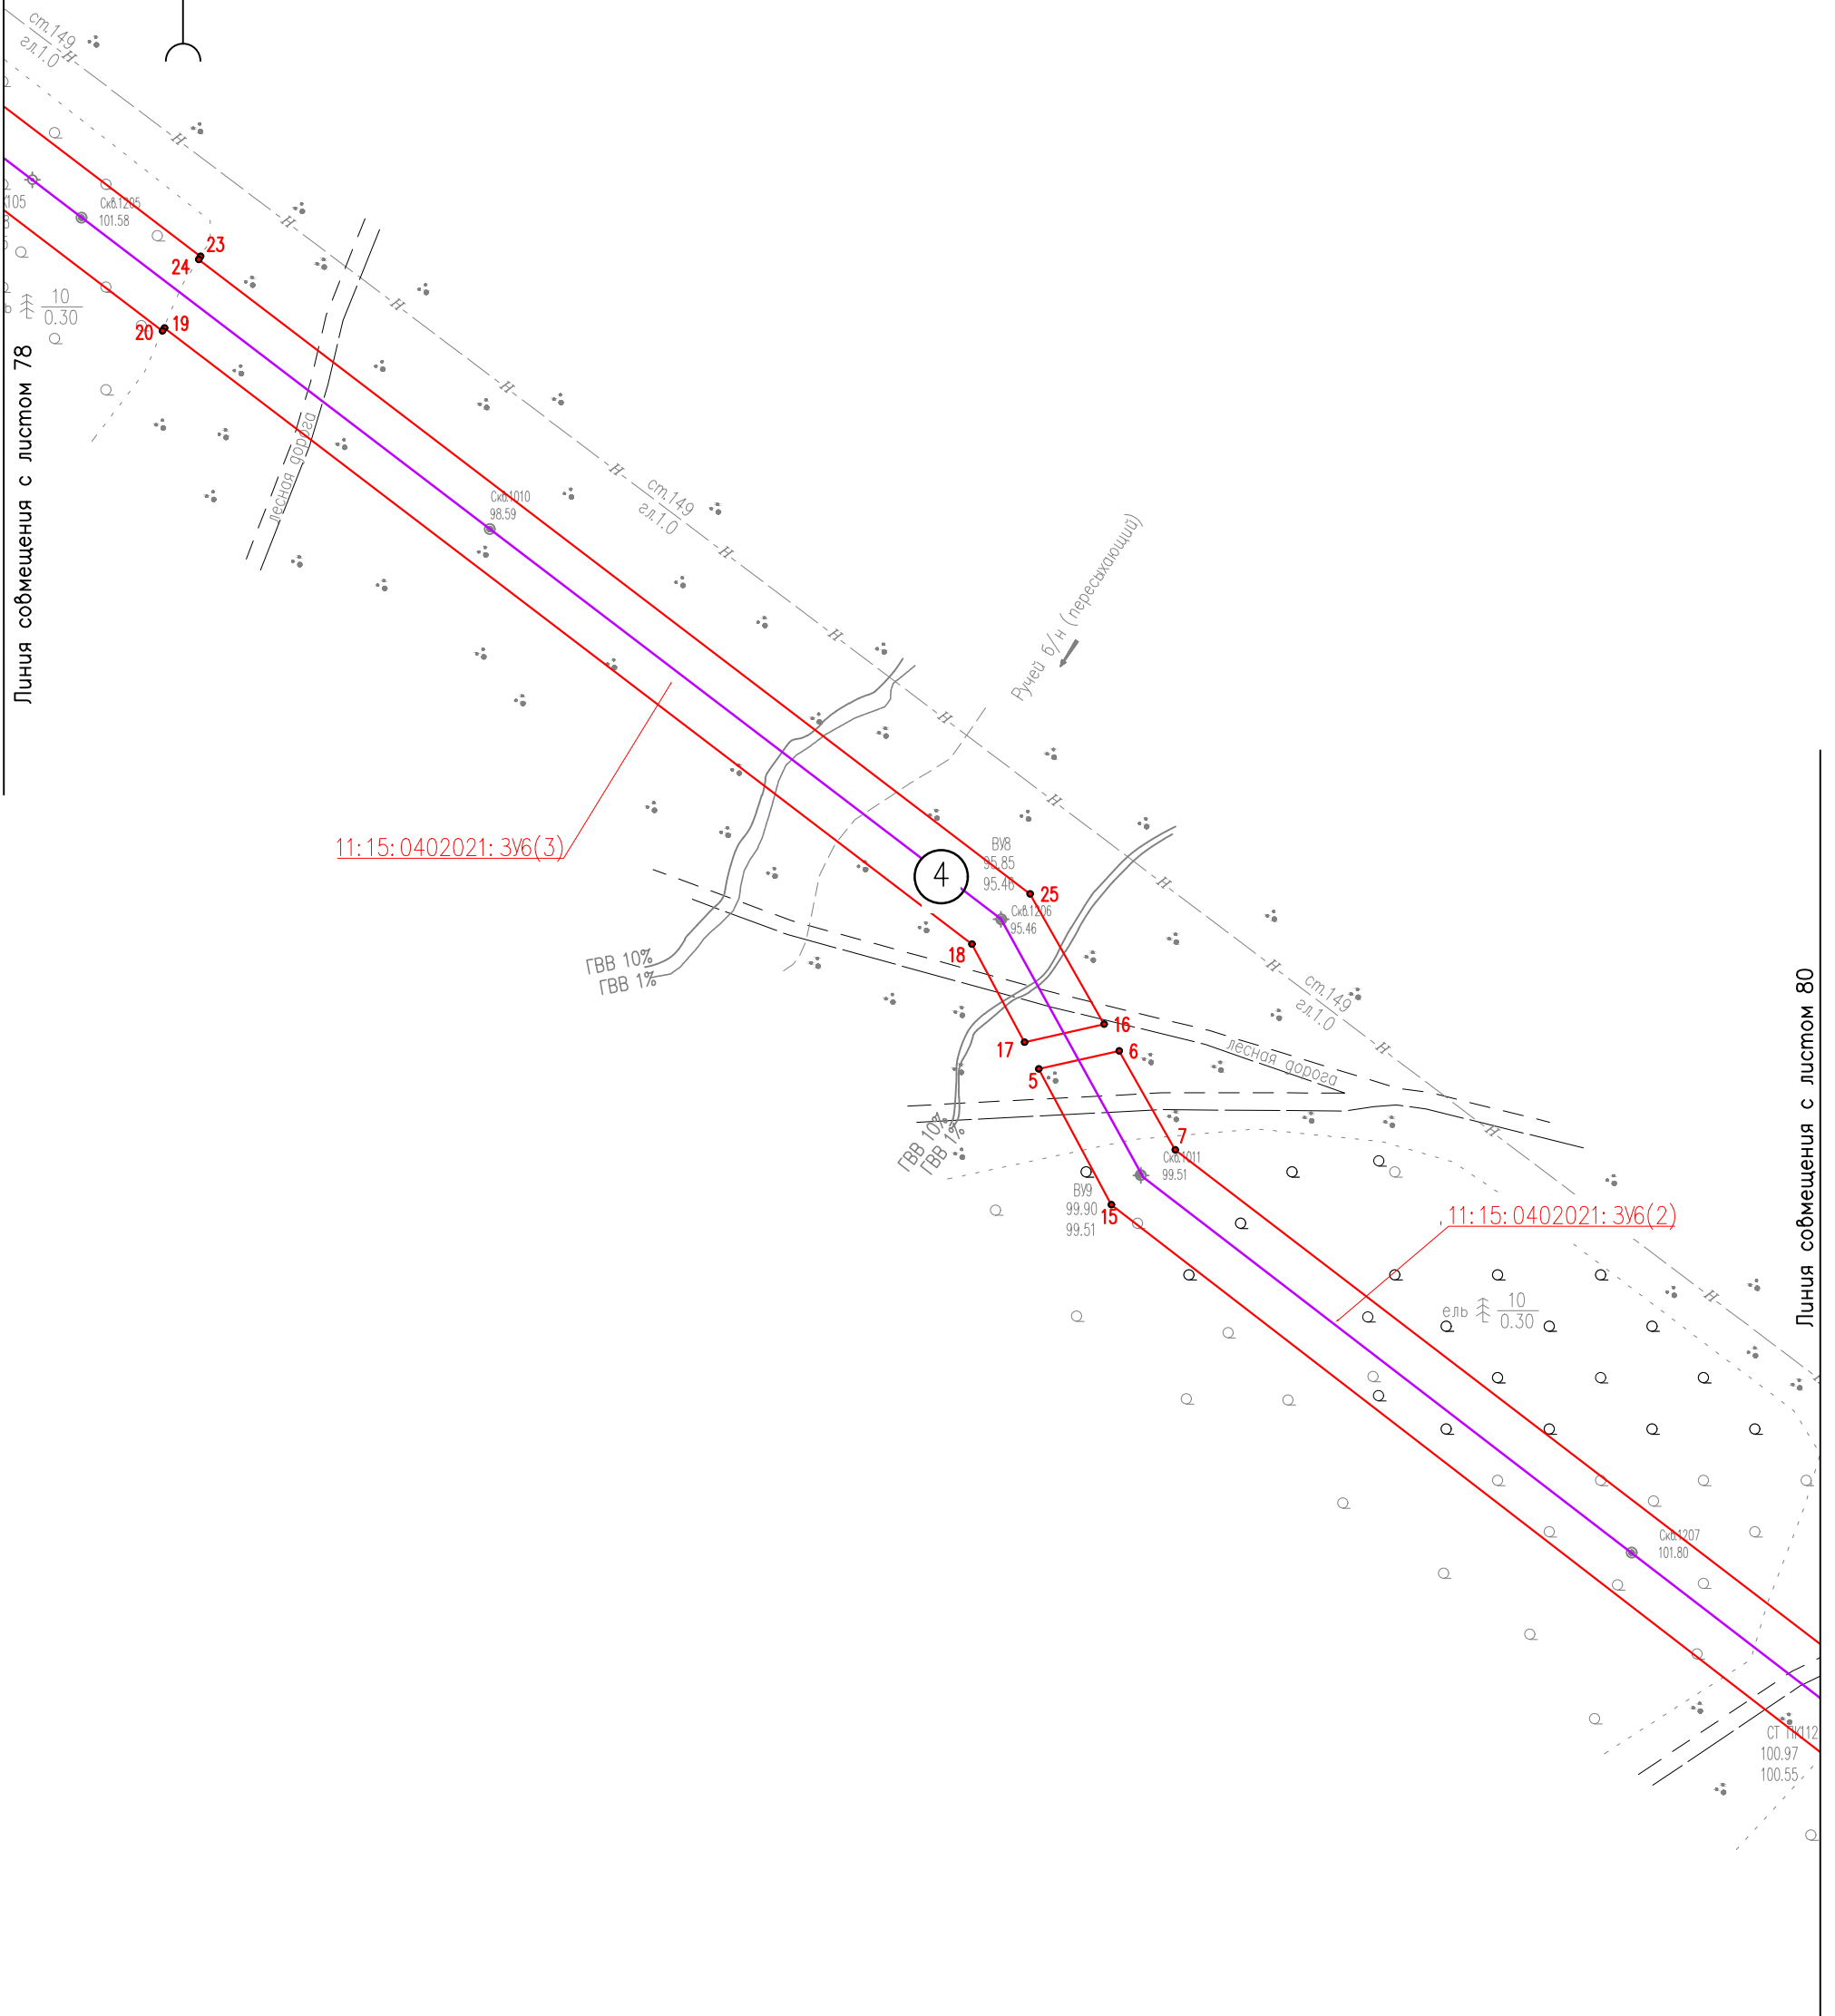 ст.149
гл.1.0
Н
Н
Скв.1205
101.58
Н
23
24
10
0.30
19
20
Н
Линия совмещения с листом 78
лесная дорога
Н
Н
Скв.1010
98.59
ст.149
гл.1.0
Н
Ручей б/н (пересыхающий)
Н
Н
Н
11:15:0402021:ЗУ6(3)
ВУ8
95.85
95.46
4
25
Н
Скв.1206
95.46
18
ГВВ 10%
ГВВ 1%
Н
ст.149
гл.1.0
16
17
6
Н
лесная дорога
5
7
ГВВ 10%
ГВВ 1%
Н
Скв.1011
99.51
ВУ9
99.90
99.51
15
11:15:0402021:ЗУ6(2)
Линия совмещения с листом 80
ель
10
0.30
Н
Скв.1207
101.80
СТ ПК112
100.97
100.55